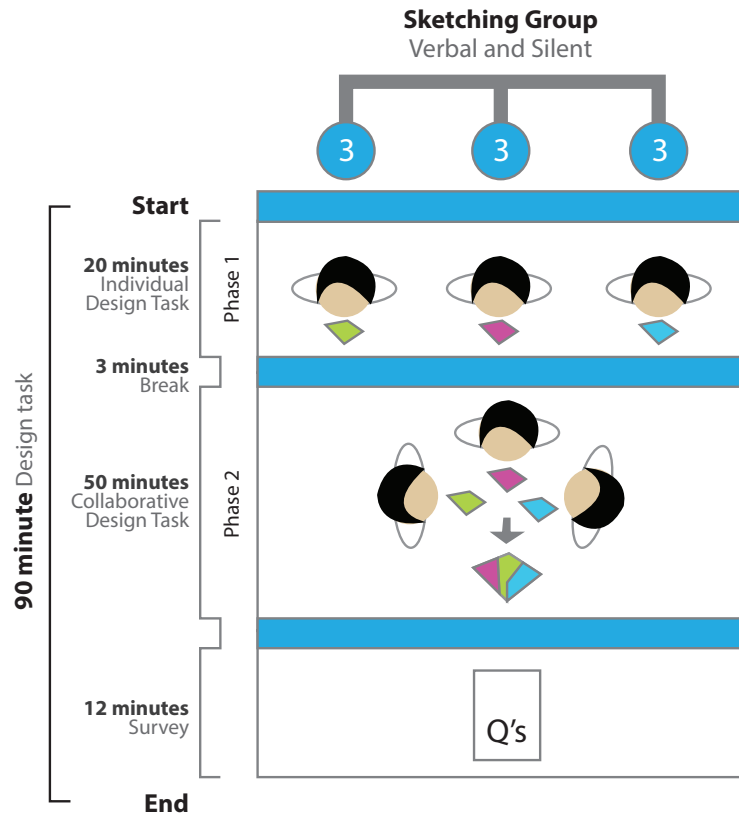 Sketching Group
Verbal and Silent
3 3 3
Start
20 minutes
Individual
Design Task
Phase 1
3 minutes
Break
90 minute Design task
50 minutes
Collaborative
Design Task
Phase 2
12 minutes
Survey
Q's
End